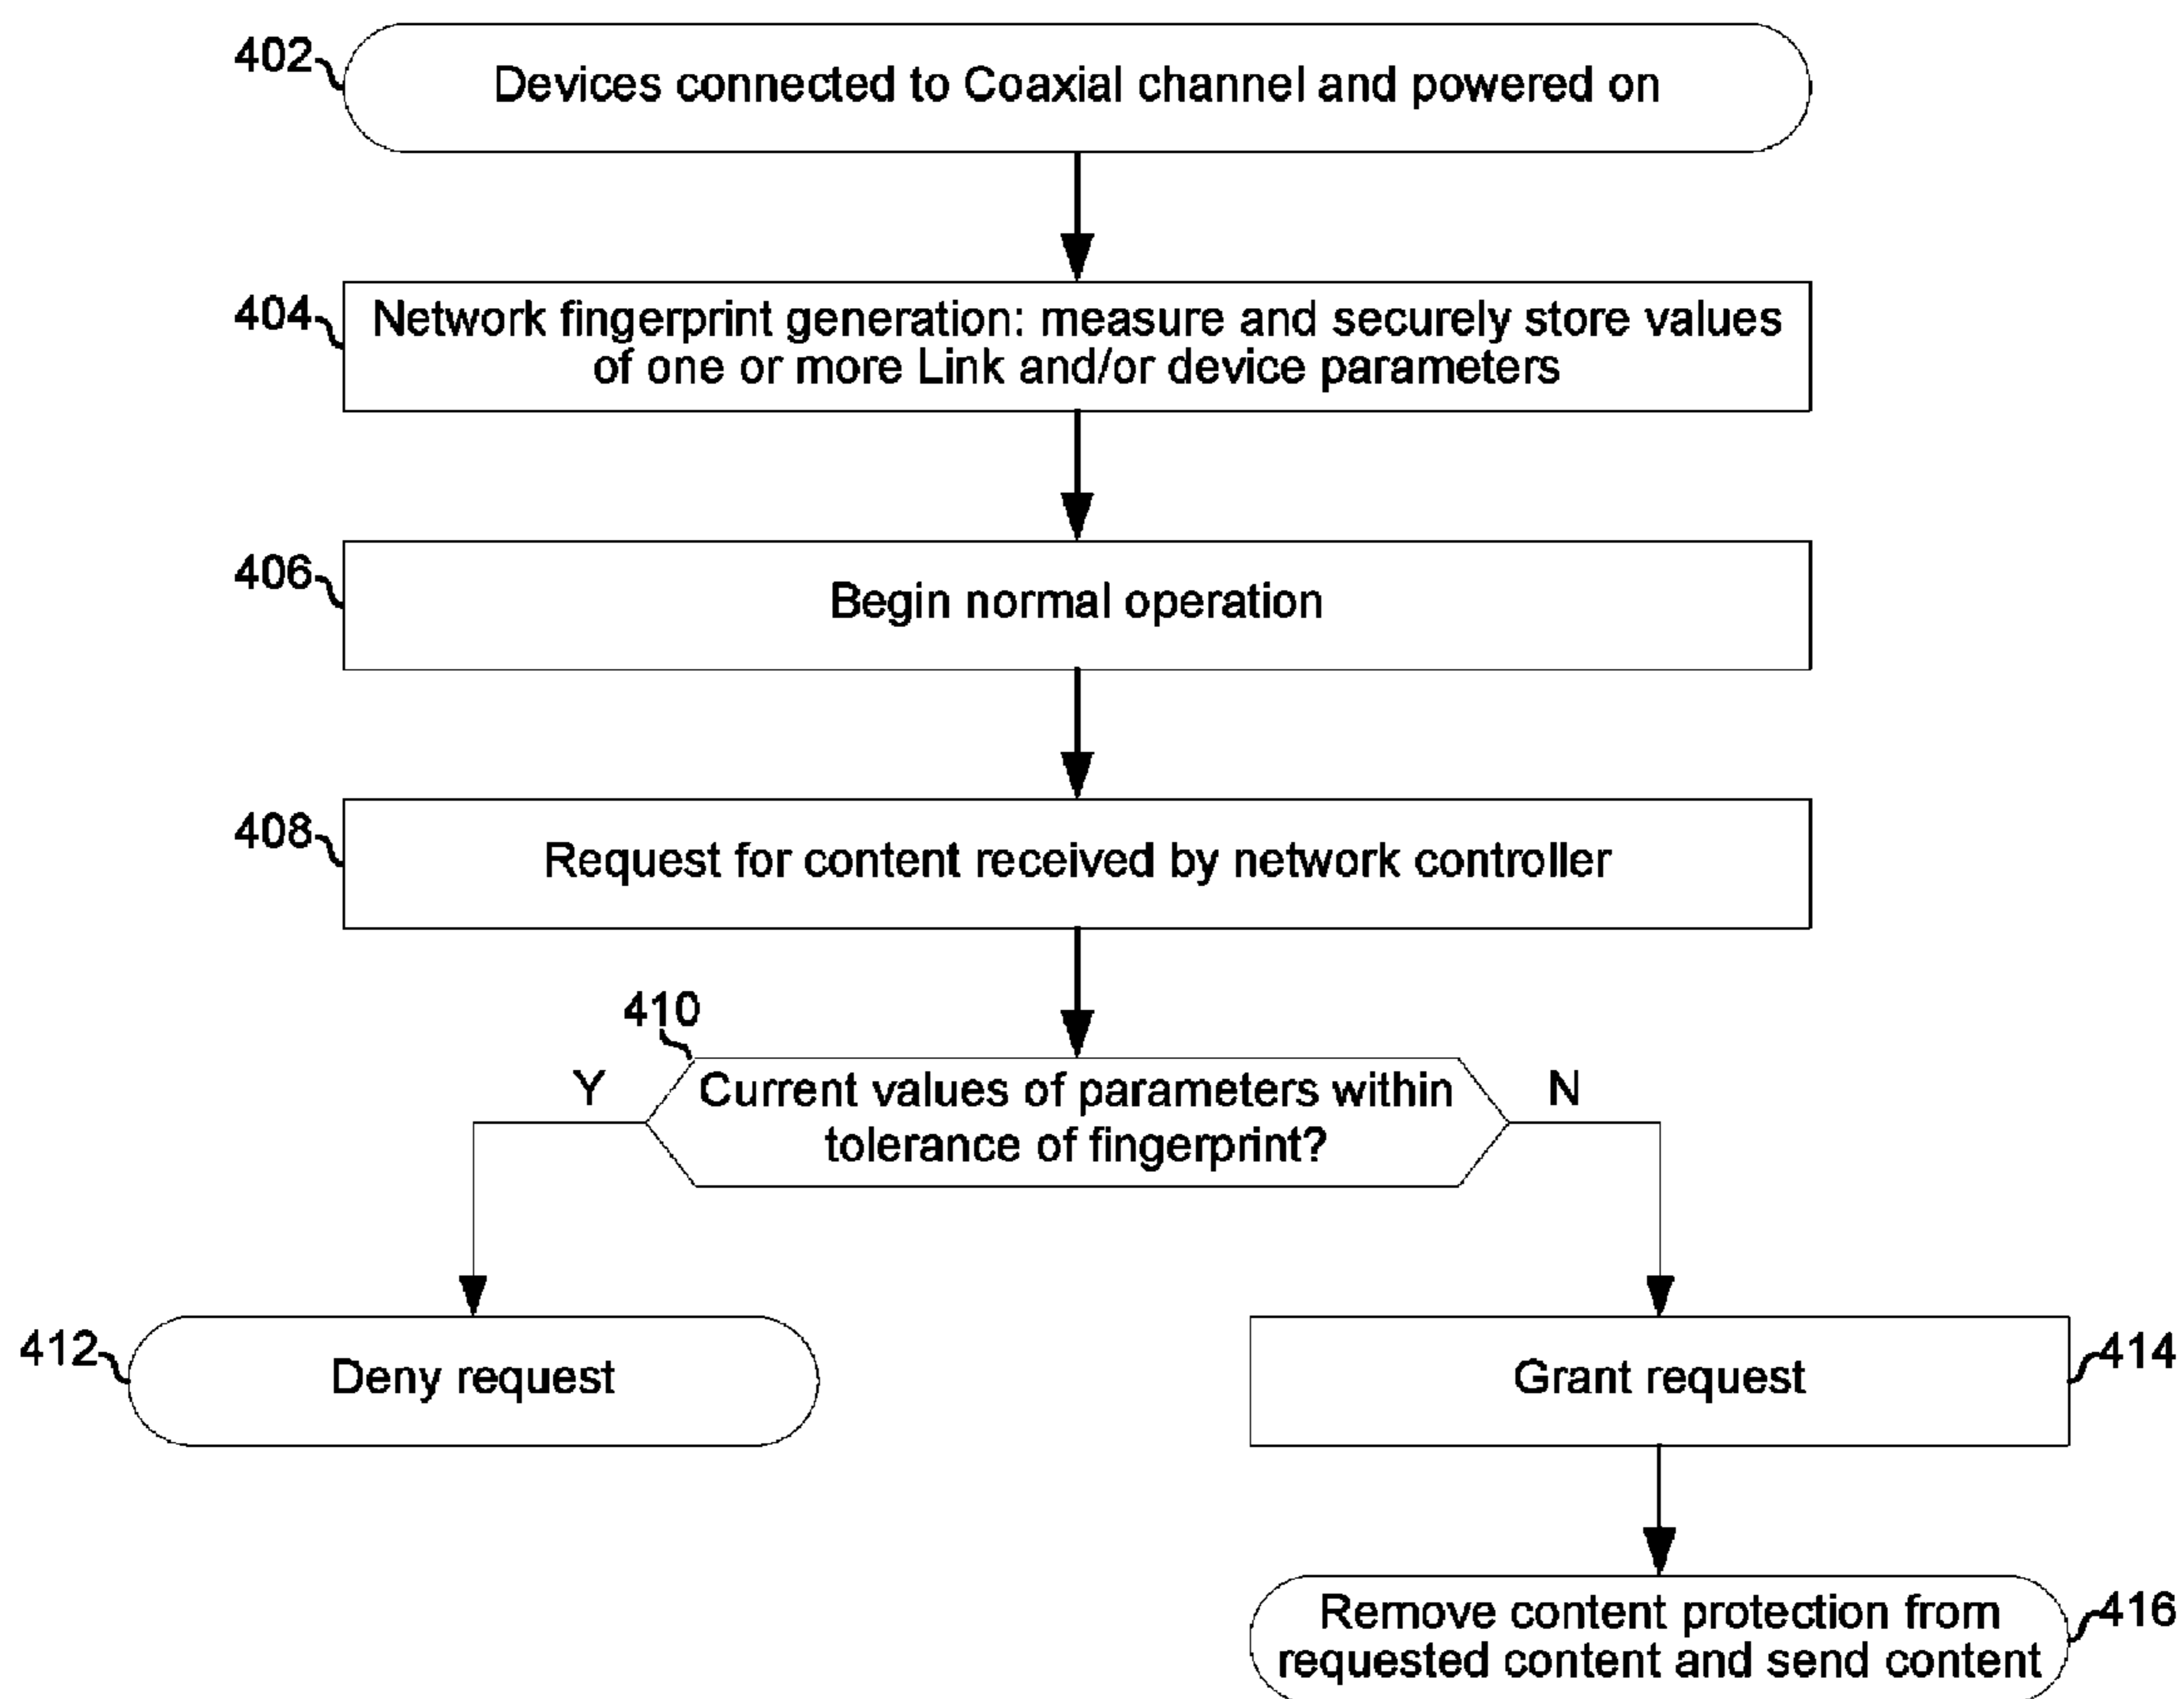 402
Devices connected to Coaxial channel and powered on
404
Network fingerprint generation: measure and securely store values
of one or more Link and/or device parameters
406
Begin normal operation
408
Request for content received by network controller
410
Y
Current values of parameters within
tolerance of fingerprint?
N
412
Deny request
Grant request
414
Remove content protection from
requested content and send content
416